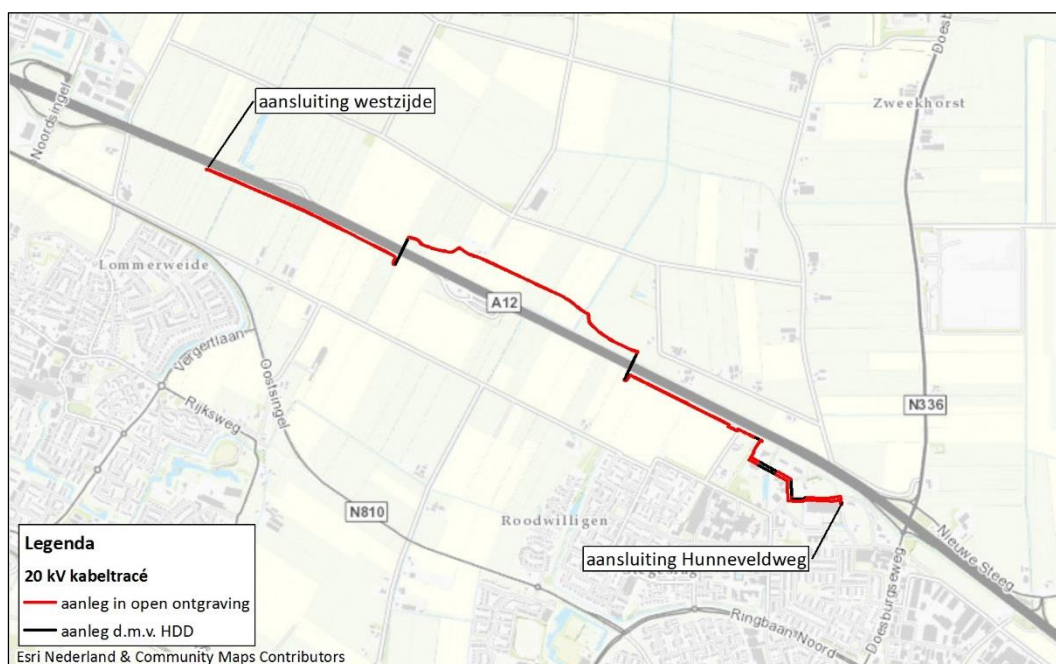 Noordsingel
aansluiting westzijde
Doesburg
Zweekhorst
Lommerweide
A12
Vergertlaan
Oostsingel
Rijksweg
N336
N810
Roodwilligen
aansluiting Hunneveldweg
Nieuwe Steeg
Doesburgseweg
Ringbaan Noord
Legenda
20 kV kabeltracé
aanleg in open ontgraving
aanleg d.m.v. HDD
Esri Nederland & Community Maps Contributors